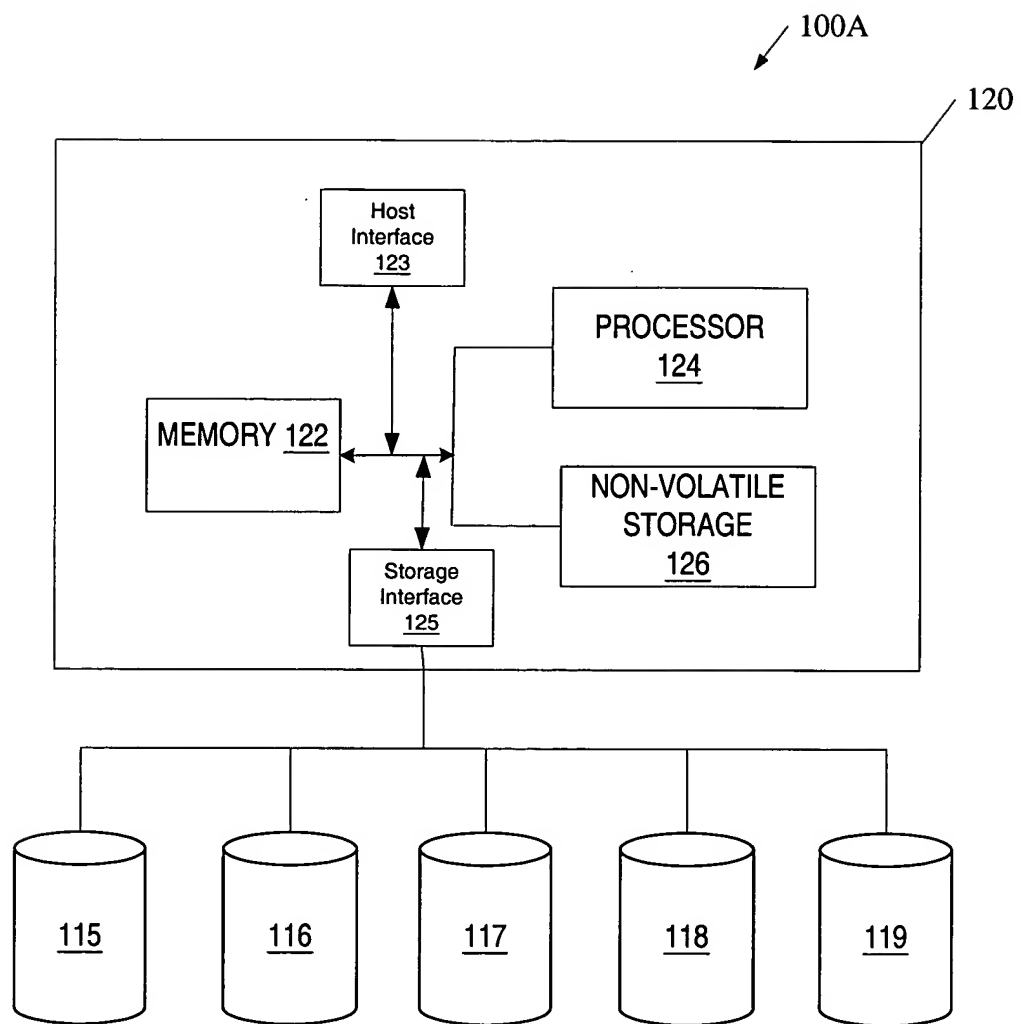 100A
120
Host
Interface
123
PROCESSOR
124
MEMORY 122
NON-VOLATILE
STORAGE
126
Storage
Interface
125
115
116
117
118
119